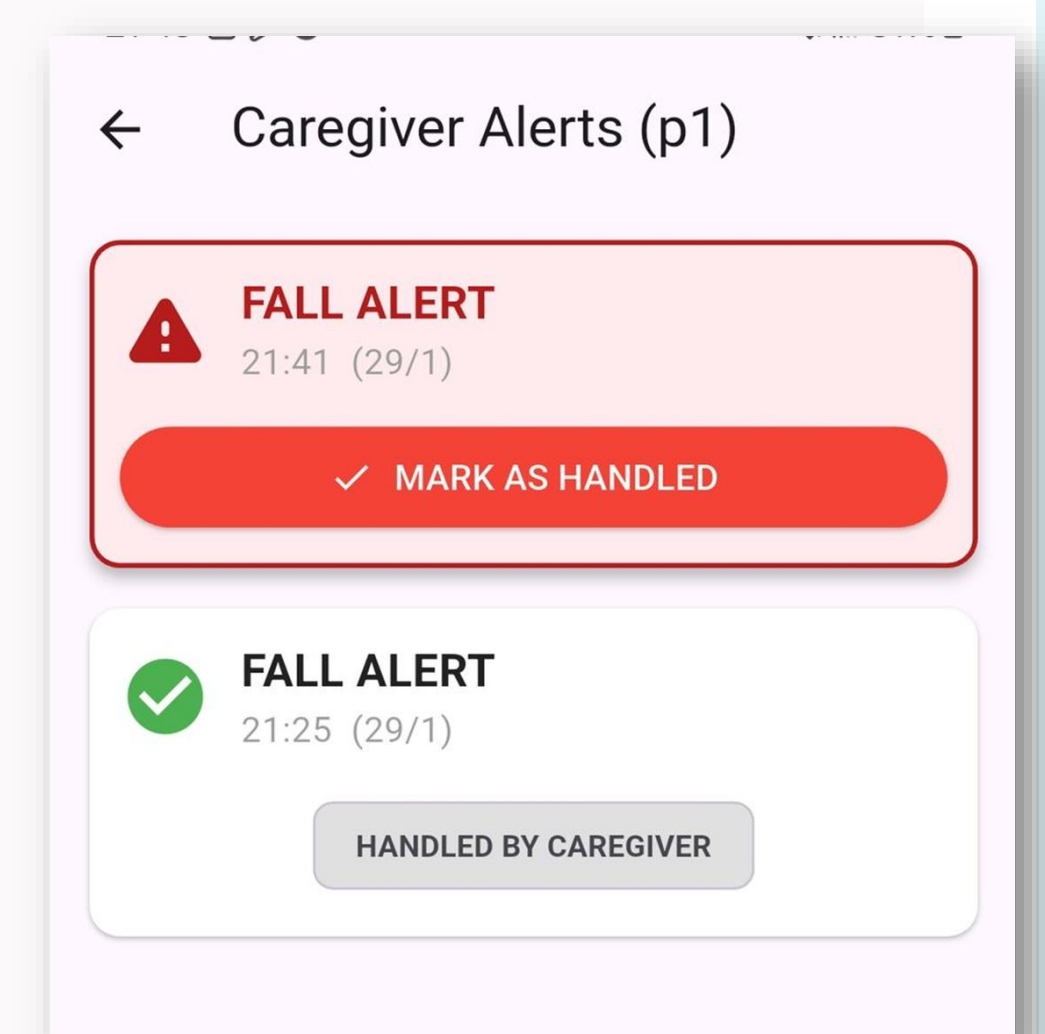 Caregiver Alerts (p1)
FALL ALERT
21:41 (29/1)
MARK AS HANDLED
FALL ALERT
21:25 (29/1)
HANDLED BY CAREGIVER